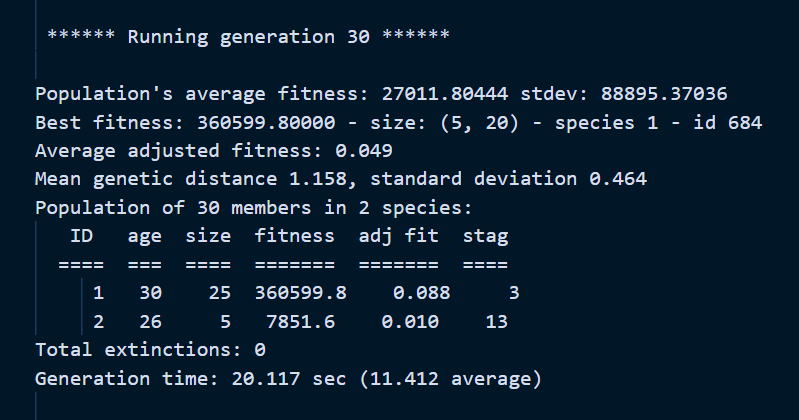 ****** Running generation 30 ******
Population's average fitness: 27011.80444 stdev: 88895.37036
Best fitness: 360599.80000 - size: (5, 20) - species 1 - id 684
Average adjusted fitness: 0.049
Mean genetic distance 1.158, standard deviation 0.464
Population of 30 members in 2 species:
ID age size fitness adj fit stag
==== === ==== ======= ======= ====
1 30 25 360599.8 0.088 3
2 26 5 7851.6 0.010 13
Total extinctions: 0
Generation time: 20.117 sec (11.412 average)